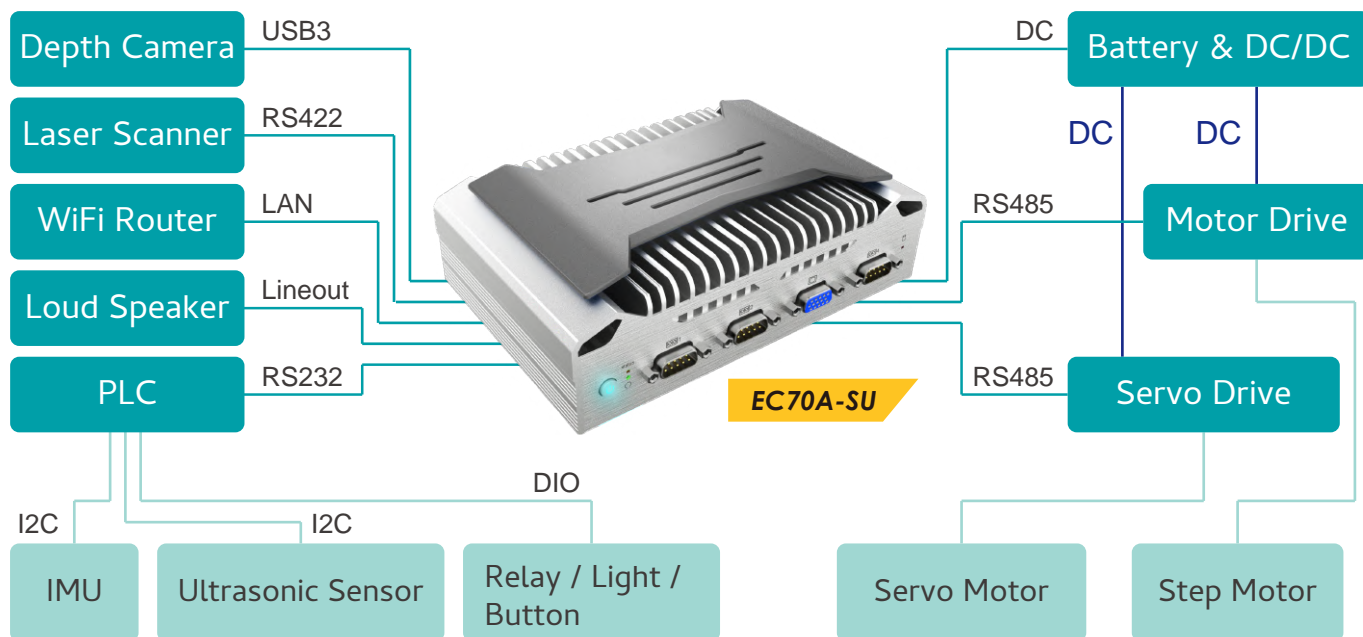 Depth Camera
USB3
DC
Battery & DC/DC
Laser Scanner
RS422
DC
DC
WiFi Router
LAN
RS485
Motor Drive
Loud Speaker
Lineout
PLC
RS232
EC70A-SU
RS485
Servo Drive
DIO
I2C
I2C
IMU
Ultrasonic Sensor
Relay / Light /
Button
Servo Motor
Step Motor